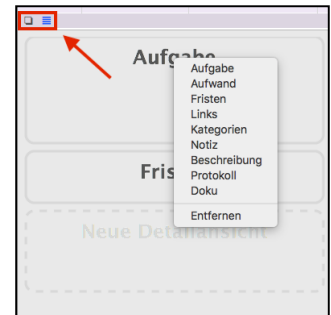 Aufgabe
Aufgabe
Aufwand
Fristen
Links
Kategorien
Notiz
Beschreibung
Protokoll
Doku
Entfernen
Fris
Neue Detailansicht